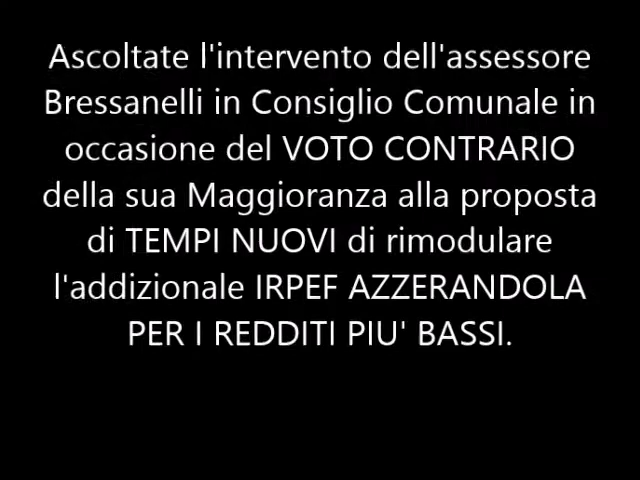 Ascoltate l'intervento dell'assessore
Bressanelli in Consiglio Comunale in
occasione del VOTO CONTRARIO
della sua Maggioranza alla proposta
di TEMPI NUOVI di rimodulare
l'addizionale IRPEF AZZERANDOLA
PER I REDDITI PIU' BASSI.